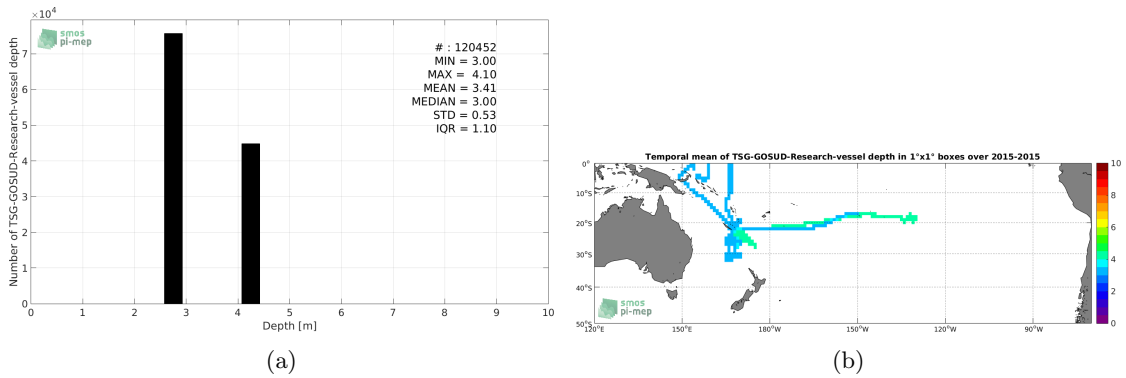 ×10⁴
smos
pi-mep
# : 120452
MIN = 3.00
MAX = 4.10
MEAN = 3.41
MEDIAN = 3.00
STD = 0.53
IQR = 1.10
Number of TSG-GOSUD-Research-vessel depth
7
6
5
4
3
2
1
0
0 1 2 3 4 5 6 7 8 9 10
Depth [m]
(a)
Temporal mean of TSG-GOSUD-Research-vessel depth in 1°x1° boxes over 2015-2015
0°
10°S
20°S
30°S
40°S
50°S
120°E 150°E 180°W 150°W 120°W 90°W
smos
pi-mep
10
8
6
4
2
0
(b)